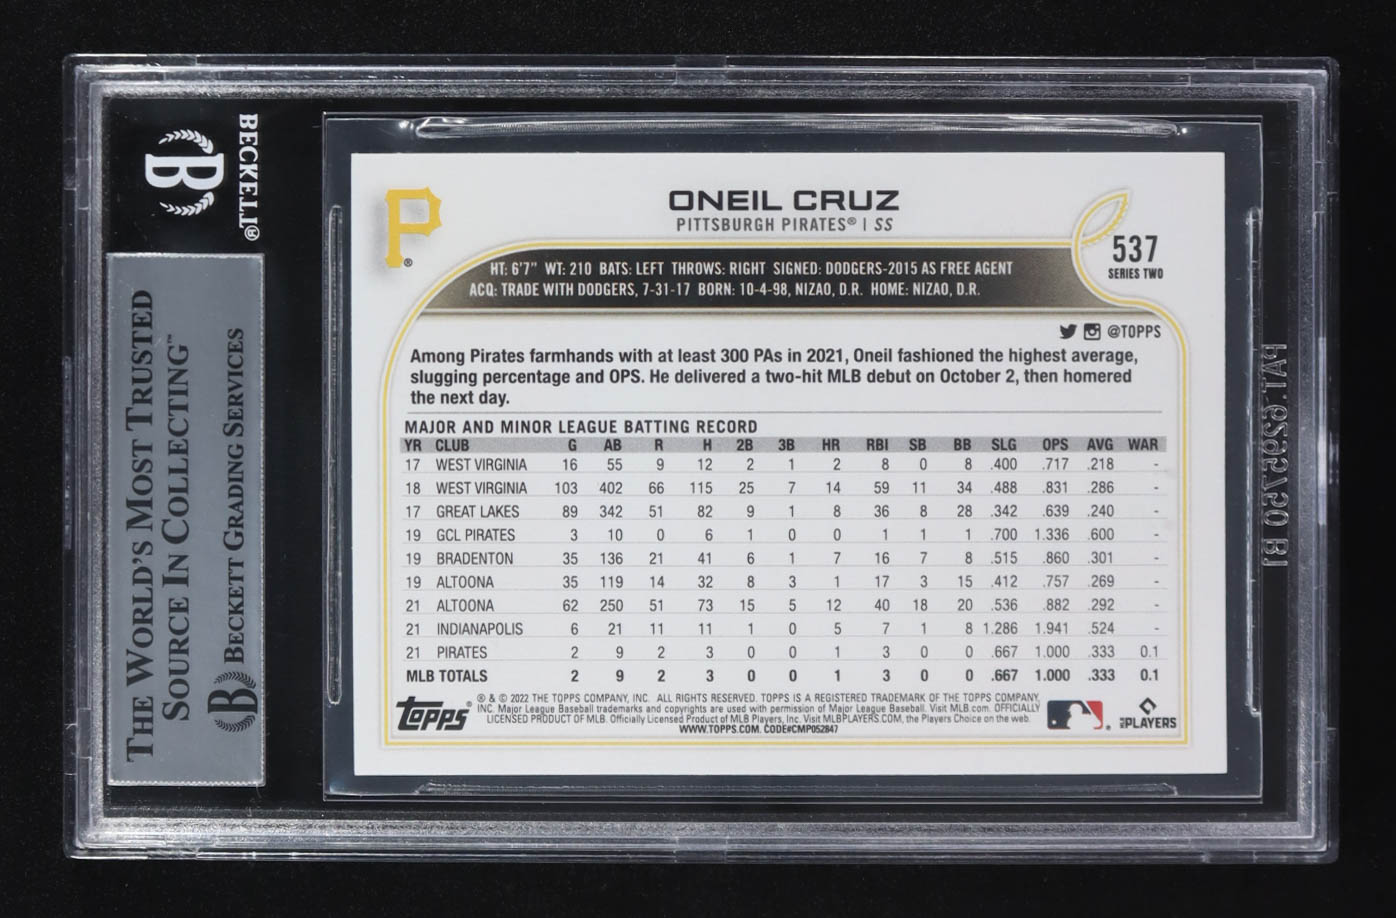 BECKETT®
B
THE WORLD'S MOST TRUSTED
SOURCE IN COLLECTING™
B BECKETT GRADING SERVICES
P®
ONEIL CRUZ
PITTSBURGH PIRATES® | SS
537
SERIES TWO
HT: 6'7" WT: 210 BATS: LEFT THROWS: RIGHT SIGNED: DODGERS-2015 AS FREE AGENT
ACQ: TRADE WITH DODGERS, 7-31-17 BORN: 10-4-98, NIZAO, D.R. HOME: NIZAO, D.R.
@TOPPS
Among Pirates farmhands with at least 300 PAs in 2021, Oneil fashioned the highest average,
slugging percentage and OPS. He delivered a two-hit MLB debut on October 2, then homered
the next day.
MAJOR AND MINOR LEAGUE BATTING RECORD
YR CLUB G AB R H 2B 3B HR RBI SB BB SLG OPS AVG WAR
17 WEST VIRGINIA 16 55 9 12 2 1 2 8 0 8 .400 .717 .218 -
18 WEST VIRGINIA 103 402 66 115 25 7 14 59 11 34 .488 .831 .286 -
17 GREAT LAKES 89 342 51 82 9 1 8 36 8 28 .342 .639 .240 -
19 GCL PIRATES 3 10 0 6 1 0 0 1 1 1 .700 1.336 .600 -
19 BRADENTON 35 136 21 41 6 1 7 16 7 8 .515 .860 .301 -
19 ALTOONA 35 119 14 32 8 3 1 17 3 15 .412 .757 .269 -
21 ALTOONA 62 250 51 73 15 5 12 40 18 20 .536 .882 .292 -
21 INDIANAPOLIS 6 21 11 11 1 0 5 7 1 8 1.286 1.941 .524 -
21 PIRATES 2 9 2 3 0 0 1 3 0 0 .667 1.000 .333 0.1
MLB TOTALS 2 9 2 3 0 0 1 3 0 0 .667 1.000 .333 0.1
Topps®
® & © 2022 THE TOPPS COMPANY, INC. ALL RIGHTS RESERVED. TOPPS IS A REGISTERED TRADEMARK OF THE TOPPS COMPANY,
INC. Major League Baseball trademarks and copyrights are used with permission of Major League Baseball. Visit MLB.com. OFFICIALLY
LICENSED PRODUCT OF MLB. Officially Licensed Product of MLB Players, Inc. Visit MLBPLAYERS.COM, the Players Choice on the web.
WWW.TOPPS.COM. CODE#CMP052847
MLB PLAYERS